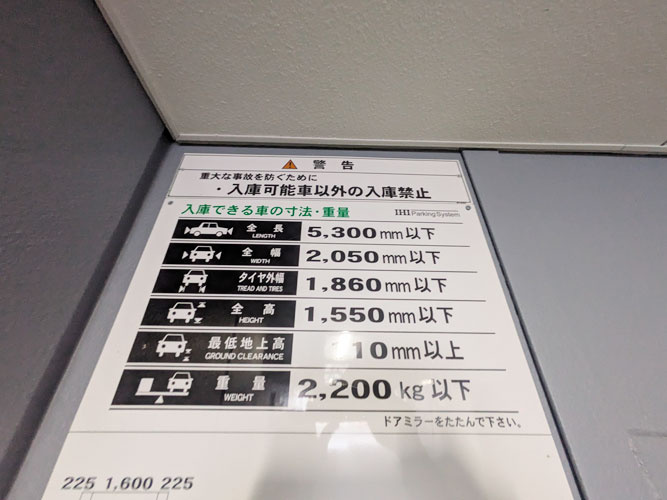 ⚠ 警告
重大な事故を防ぐために
・入庫可能車以外の入庫禁止
入庫できる車の寸法・重量 IHI Parking System
全長 LENGTH 5,300mm以下
全幅 WIDTH 2,050mm以下
タイヤ外幅 TREAD AND TIRES 1,860mm以下
全高 HEIGHT 1,550mm以下
最低地上高 GROUND CLEARANCE 110mm以上
重量 WEIGHT 2,200kg以下
ドアミラーをたたんで下さい。
225 1,600 225